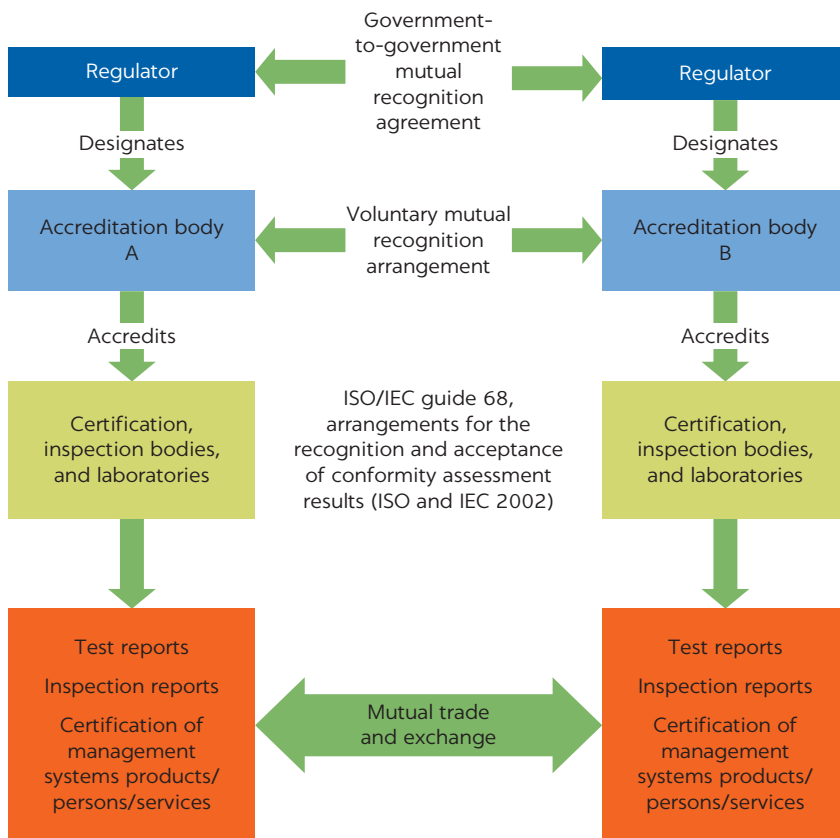 Government-
to-government
mutual
recognition
agreement
Regulator
Regulator
Designates
Designates
Accreditation body
A
Voluntary mutual
recognition
arrangement
Accreditation body
B
Accredits
Accredits
Certification,
inspection bodies,
and laboratories
ISO/IEC guide 68,
arrangements for the
recognition and acceptance
of conformity assessment
results (ISO and IEC 2002)
Certification,
inspection bodies,
and laboratories
Test reports
Inspection reports
Certification of
management
systems products/
persons/services
Mutual trade
and exchange
Test reports
Inspection reports
Certification of
management
systems products/
persons/services